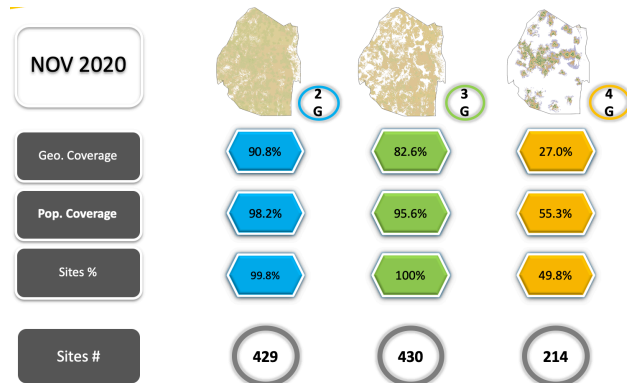 NOV 2020
2
G
3
G
4
G
Geo. Coverage
90.8%
82.6%
27.0%
Pop. Coverage
98.2%
95.6%
55.3%
Sites %
99.8%
100%
49.8%
Sites #
429
430
214